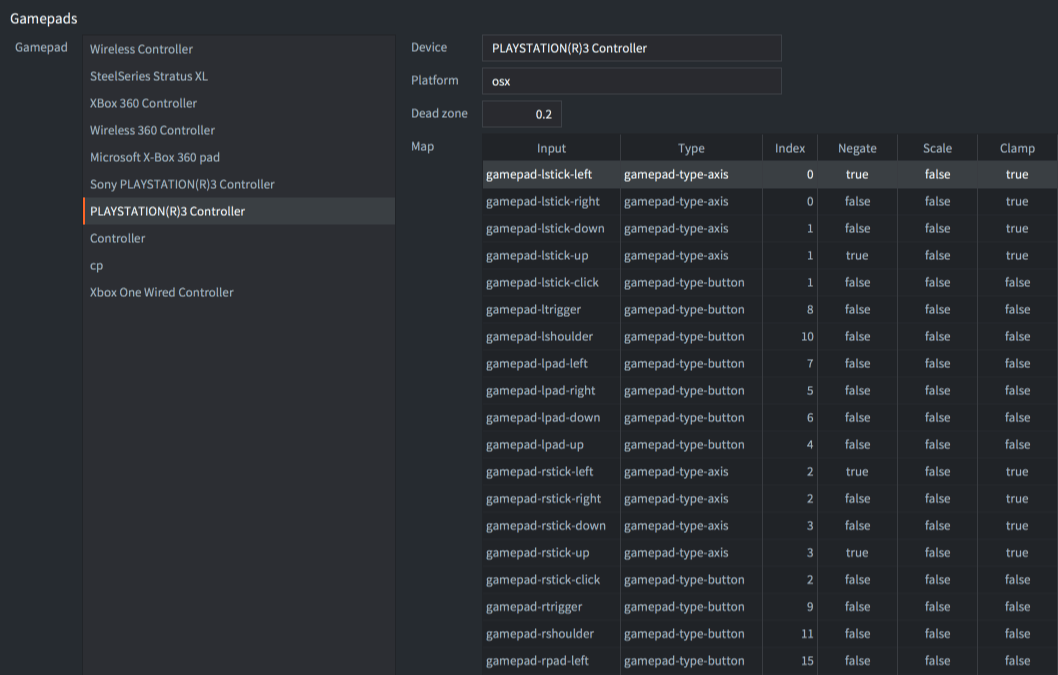 Gamepads
Gamepad
Wireless Controller
SteelSeries Stratus XL
XBox 360 Controller
Wireless 360 Controller
Microsoft X-Box 360 pad
Sony PLAYSTATION(R)3 Controller
PLAYSTATION(R)3 Controller
Controller
cp
Xbox One Wired Controller
Device PLAYSTATION(R)3 Controller
Platform osx
Dead zone 0.2
Map
Input Type Index Negate Scale Clamp
gamepad-lstick-left gamepad-type-axis 0 true false true
gamepad-lstick-right gamepad-type-axis 0 false false true
gamepad-lstick-down gamepad-type-axis 1 false false true
gamepad-lstick-up gamepad-type-axis 1 true false true
gamepad-lstick-click gamepad-type-button 1 false false false
gamepad-ltrigger gamepad-type-button 8 false false false
gamepad-lshoulder gamepad-type-button 10 false false false
gamepad-lpad-left gamepad-type-button 7 false false false
gamepad-lpad-right gamepad-type-button 5 false false false
gamepad-lpad-down gamepad-type-button 6 false false false
gamepad-lpad-up gamepad-type-button 4 false false false
gamepad-rstick-left gamepad-type-axis 2 true false true
gamepad-rstick-right gamepad-type-axis 2 false false true
gamepad-rstick-down gamepad-type-axis 3 false false true
gamepad-rstick-up gamepad-type-axis 3 true false true
gamepad-rstick-click gamepad-type-button 2 false false false
gamepad-rtrigger gamepad-type-button 9 false false false
gamepad-rshoulder gamepad-type-button 11 false false false
gamepad-rpad-left gamepad-type-button 15 false false false